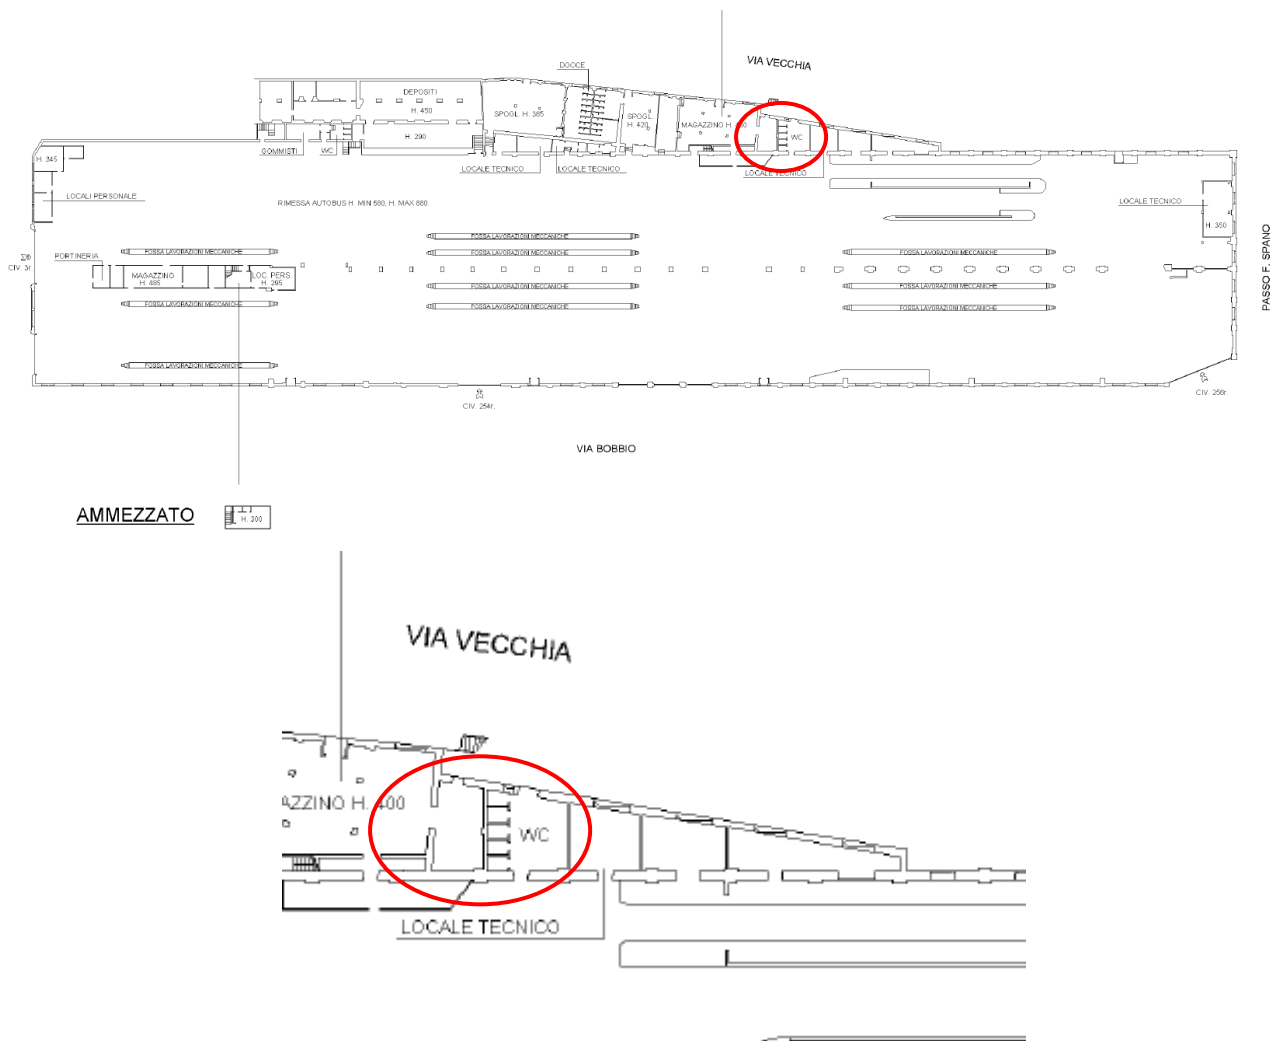 VIA VECCHIA
DOCCE
DEPOSITI
H. 450
SPOGL. H. 365
SPOGL.
H. 420
MAGAZZINO H. 400
WC
H. 290
GOMMISTI
WC
LOCALE TECNICO
LOCALE TECNICO
LOCALE TECNICO
H. 345
LOCALI PERSONALE
RIMESSA AUTOBUS H. MIN 580, H. MAX 880
LOCALE TECNICO
H. 350
PASSO F. SPANO
CIV. 3r.
PORTINERIA
MAGAZZINO
H. 485
LOC. PERS.
H. 295
FOSSA LAVORAZIONI MECCANICHE
FOSSA LAVORAZIONI MECCANICHE
FOSSA LAVORAZIONI MECCANICHE
FOSSA LAVORAZIONI MECCANICHE
FOSSA LAVORAZIONI MECCANICHE
FOSSA LAVORAZIONI MECCANICHE
FOSSA LAVORAZIONI MECCANICHE
FOSSA LAVORAZIONI MECCANICHE
FOSSA LAVORAZIONI MECCANICHE
FOSSA LAVORAZIONI MECCANICHE
CIV. 254r.
CIV. 256r.
VIA BOBBIO
AMMEZZATO
H. 300
VIA VECCHIA
AZZINO H. 400
WC
LOCALE TECNICO